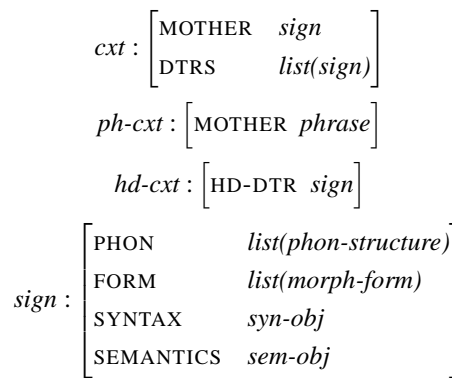 cxt : [MOTHER sign
DTRS list(sign)]
ph-cxt : [MOTHER phrase]
hd-cxt : [HD-DTR sign]
sign : [PHON list(phon-structure)
FORM list(morph-form)
SYNTAX syn-obj
SEMANTICS sem-obj]